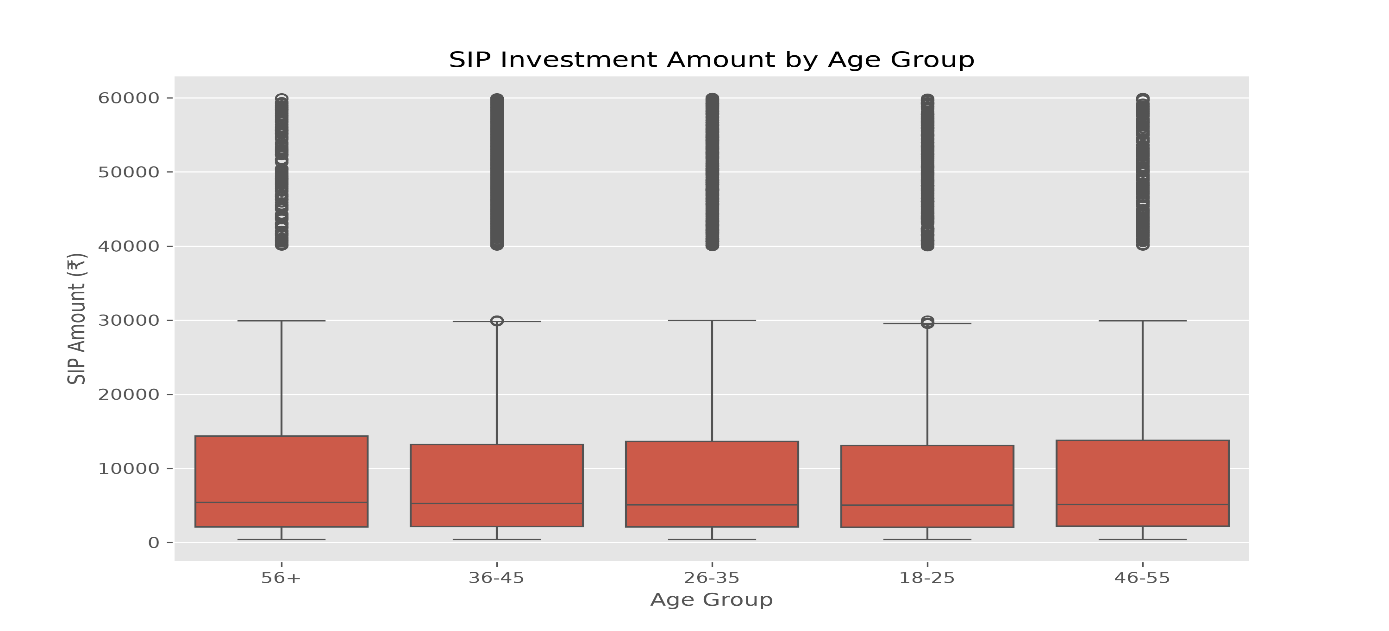 SIP Investment Amount by Age Group
60000
50000
40000
30000
20000
10000
0
SIP Amount (₹)
56+ 36-45 26-35 18-25 46-55
Age Group